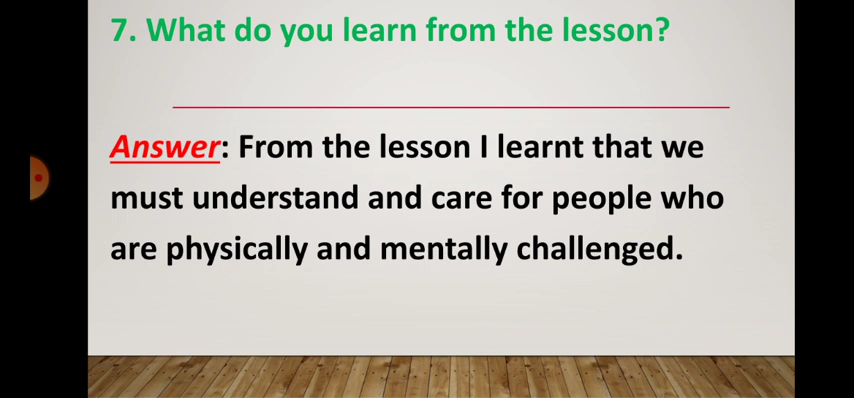 7. What do you learn from the lesson?
Answer: From the lesson I learnt that we
must understand and care for people who
are physically and mentally challenged.